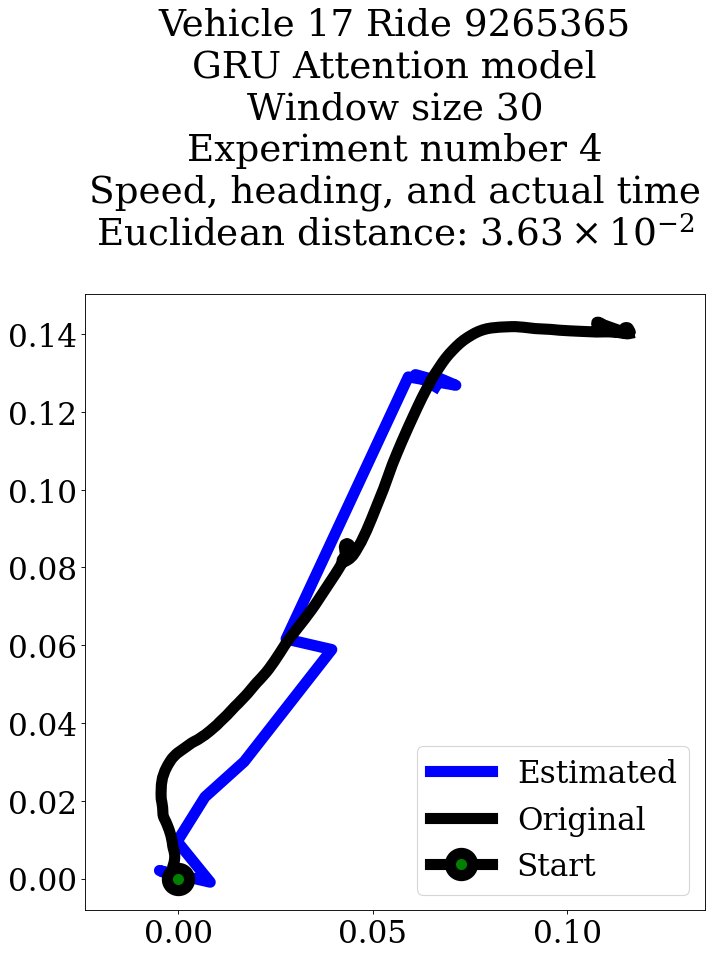 Vehicle 17 Ride 9265365
GRU Attention model
Window size 30
Experiment number 4
Speed, heading, and actual time
Euclidean distance: 3.63 × 10⁻²
0.14
0.12
0.10
0.08
0.06
0.04
0.02
0.00
Estimated
Original
Start
0.00 0.05 0.10